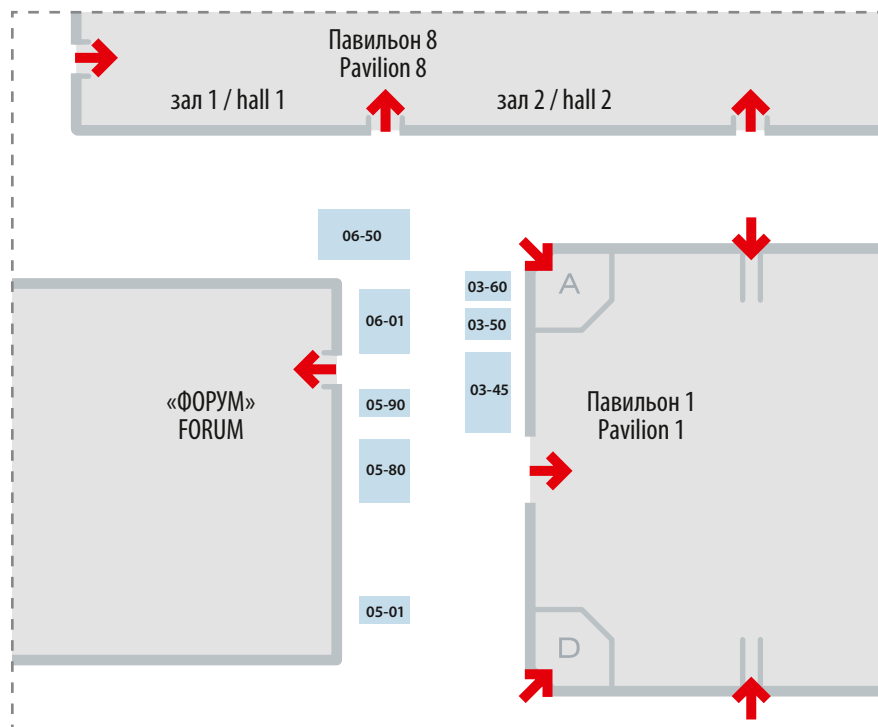 Павильон 8
Pavilion 8
зал 1 / hall 1
зал 2 / hall 2
06-50
03-60
A
06-01
03-50
03-45
05-90
«ФОРУМ»
FORUM
Павильон 1
Pavilion 1
05-80
05-01
D